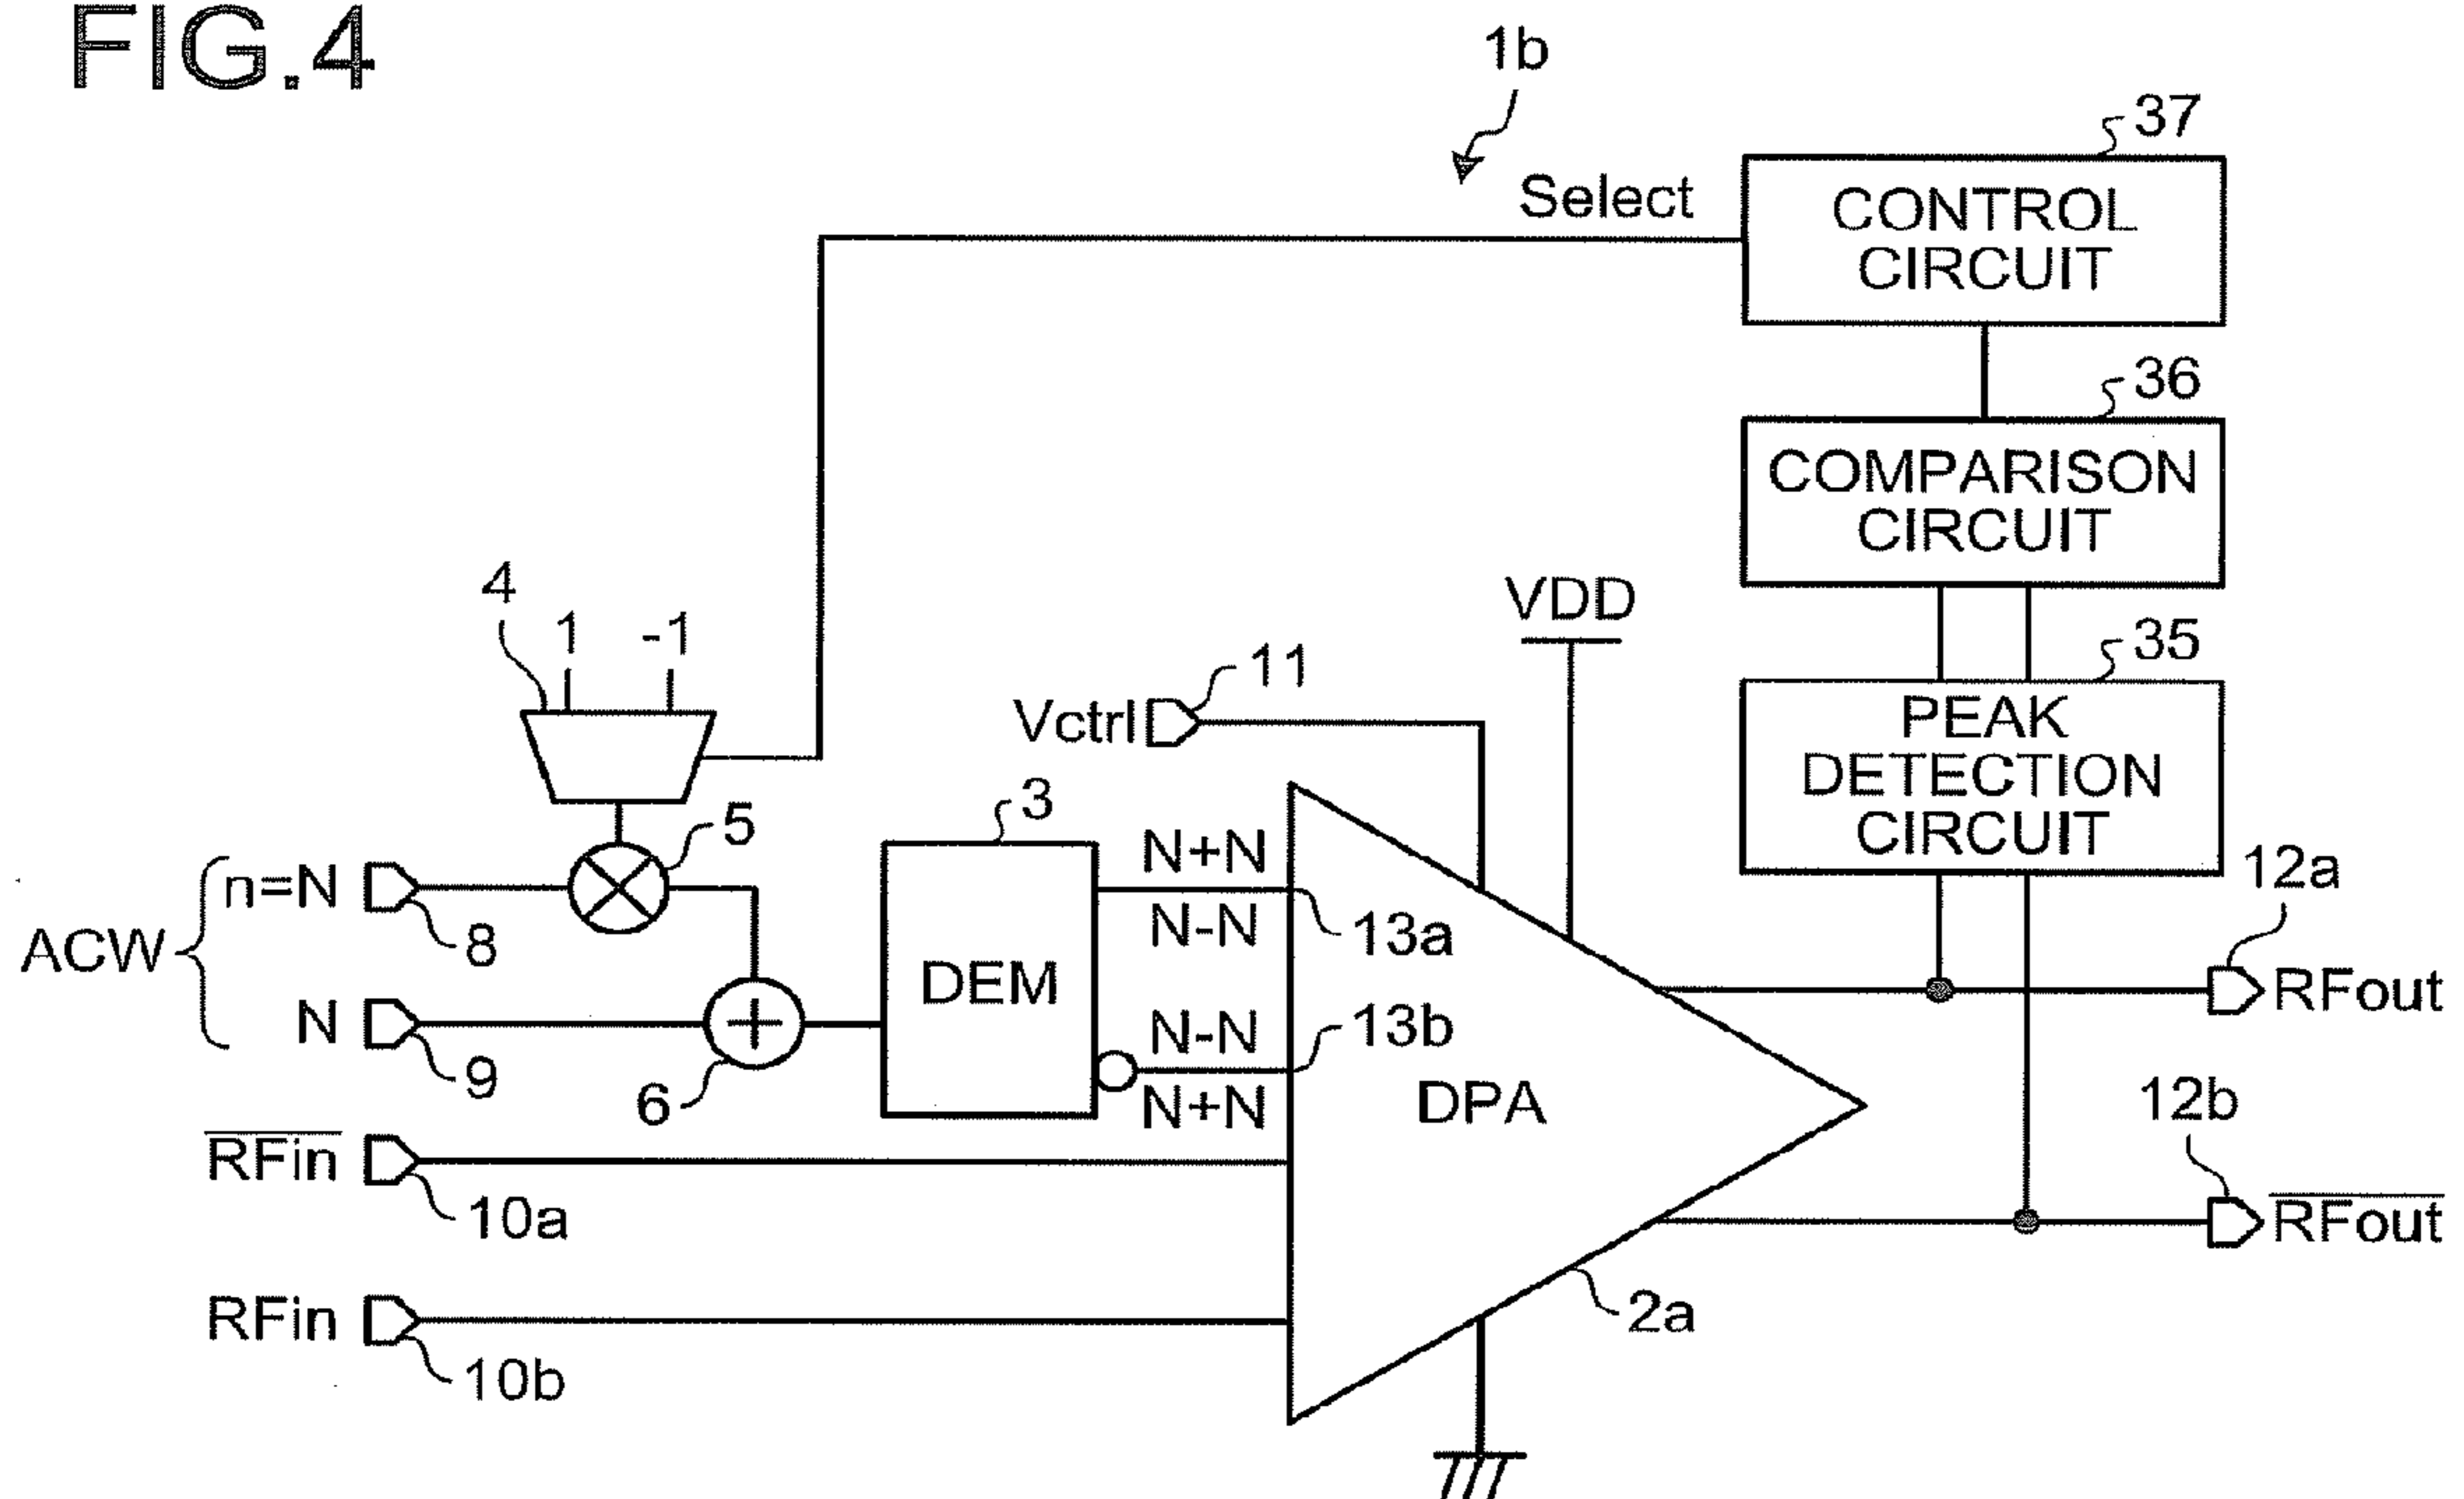 FIG.4
1b
37
Select
CONTROL
CIRCUIT
36
COMPARISON
CIRCUIT
4
1
-1
VDD
35
11
Vctrl
PEAK
DETECTION
CIRCUIT
5
3
N+N
12a
n=N
8
N-N
13a
ACW
DEM
RFout
N
9
N-N
13b
6
N+N
DPA
12b
RFin
10a
RFout
2a
RFin
10b